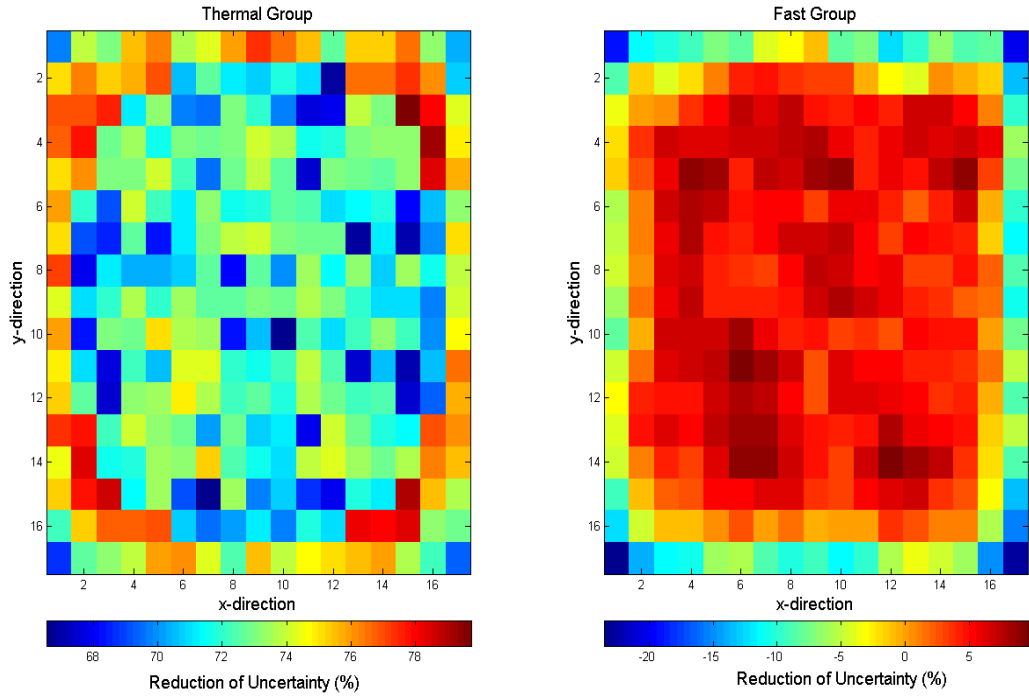 Thermal Group
2
4
6
8
10
12
14
16
y-direction
2 4 6 8 10 12 14 16
x-direction
68 70 72 74 76 78
Reduction of Uncertainty (%)
Fast Group
2
4
6
8
10
12
14
16
y-direction
2 4 6 8 10 12 14 16
x-direction
-20 -15 -10 -5 0 5
Reduction of Uncertainty (%)